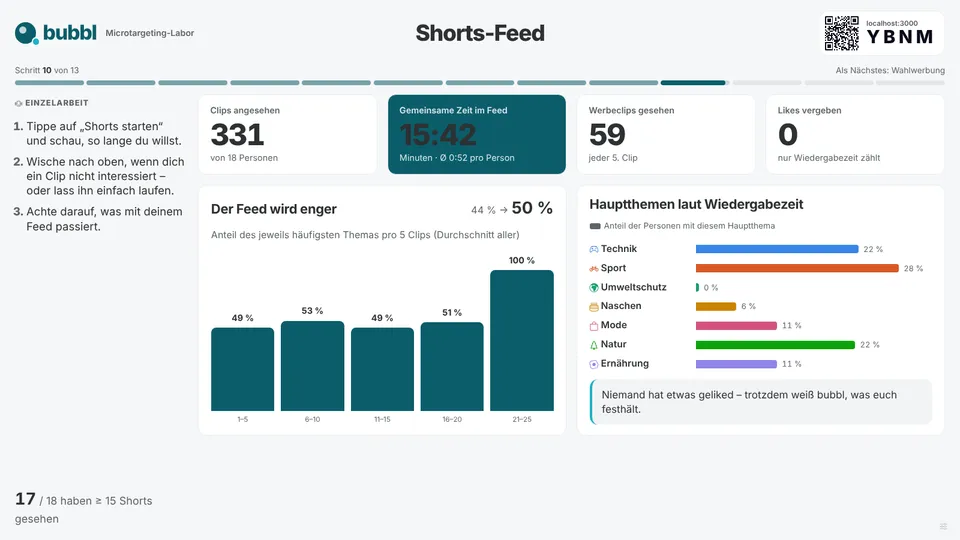 bubbl Microtargeting-Labor
Shorts-Feed
localhost:3000
YBNM
Schritt 10 von 13
Als Nächstes: Wahlwerbung
EINZELARBEIT
1. Tippe auf „Shorts starten“
und schau, so lange du willst.
2. Wische nach oben, wenn dich
ein Clip nicht interessiert –
oder lass ihn einfach laufen.
3. Achte darauf, was mit deinem
Feed passiert.
Clips angesehen
331
von 18 Personen
Gemeinsame Zeit im Feed
15:42
Minuten · Ø 0:52 pro Person
Werbeclips gesehen
59
jeder 5. Clip
Likes vergeben
0
nur Wiedergabezeit zählt
Der Feed wird enger
44 % → 50 %
Anteil des jeweils häufigsten Themas pro 5 Clips (Durchschnitt aller)
49 %
53 %
49 %
51 %
100 %
1–5
6–10
11–15
16–20
21–25
Hauptthemen laut Wiedergabezeit
Anteil der Personen mit diesem Hauptthema
Technik 22 %
Sport 28 %
Umweltschutz 0 %
Naschen 6 %
Mode 11 %
Natur 22 %
Ernährung 11 %
Niemand hat etwas geliked – trotzdem weiß bubbl, was euch
festhält.
17 / 18 haben ≥ 15 Shorts
gesehen